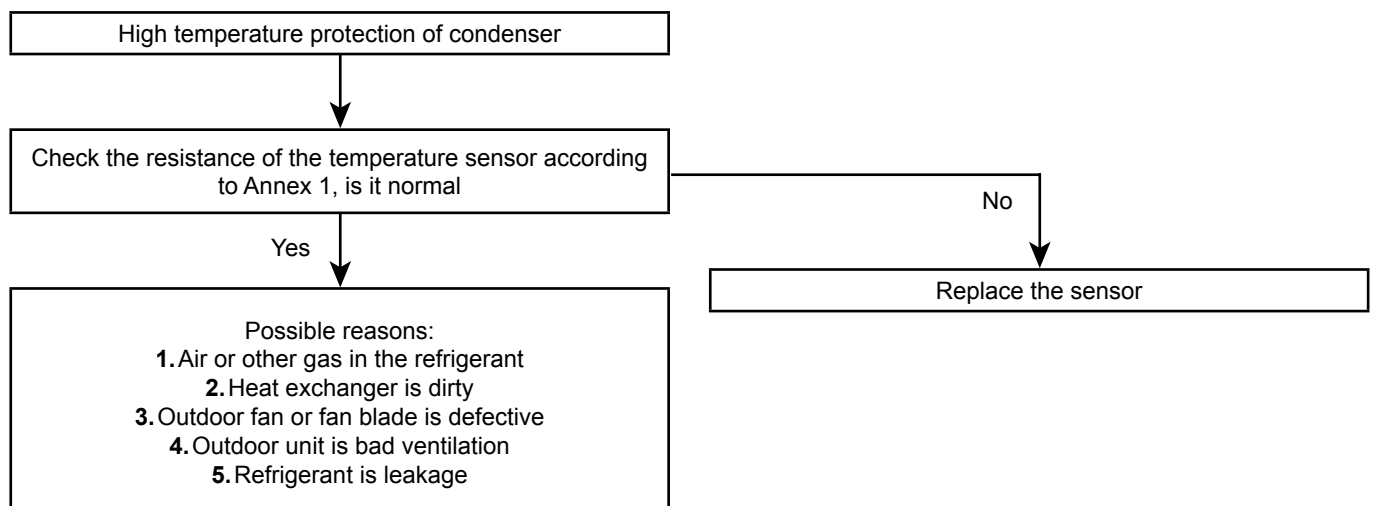 High temperature protection of condenser
Check the resistance of the temperature sensor according
to Annex 1, is it normal
No
Yes
Replace the sensor
Possible reasons:
1. Air or other gas in the refrigerant
2. Heat exchanger is dirty
3. Outdoor fan or fan blade is defective
4. Outdoor unit is bad ventilation
5. Refrigerant is leakage